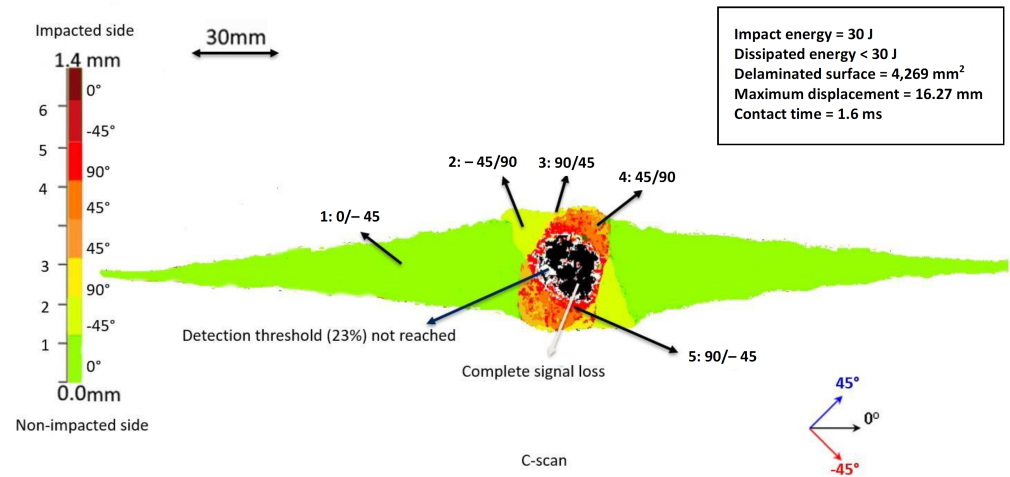 Impacted side
1.4 mm
0°
6
-45°
5
90°
4
45°
45°
3
90°
2
-45°
1
0°
0.0mm
Non-impacted side
30mm
Impact energy = 30 J
Dissipated energy < 30 J
Delaminated surface = 4,269 mm²
Maximum displacement = 16.27 mm
Contact time = 1.6 ms
1: 0/– 45
2: – 45/90
3: 90/45
4: 45/90
Detection threshold (23%) not reached
Complete signal loss
5: 90/– 45
45°
0°
-45°
C-scan